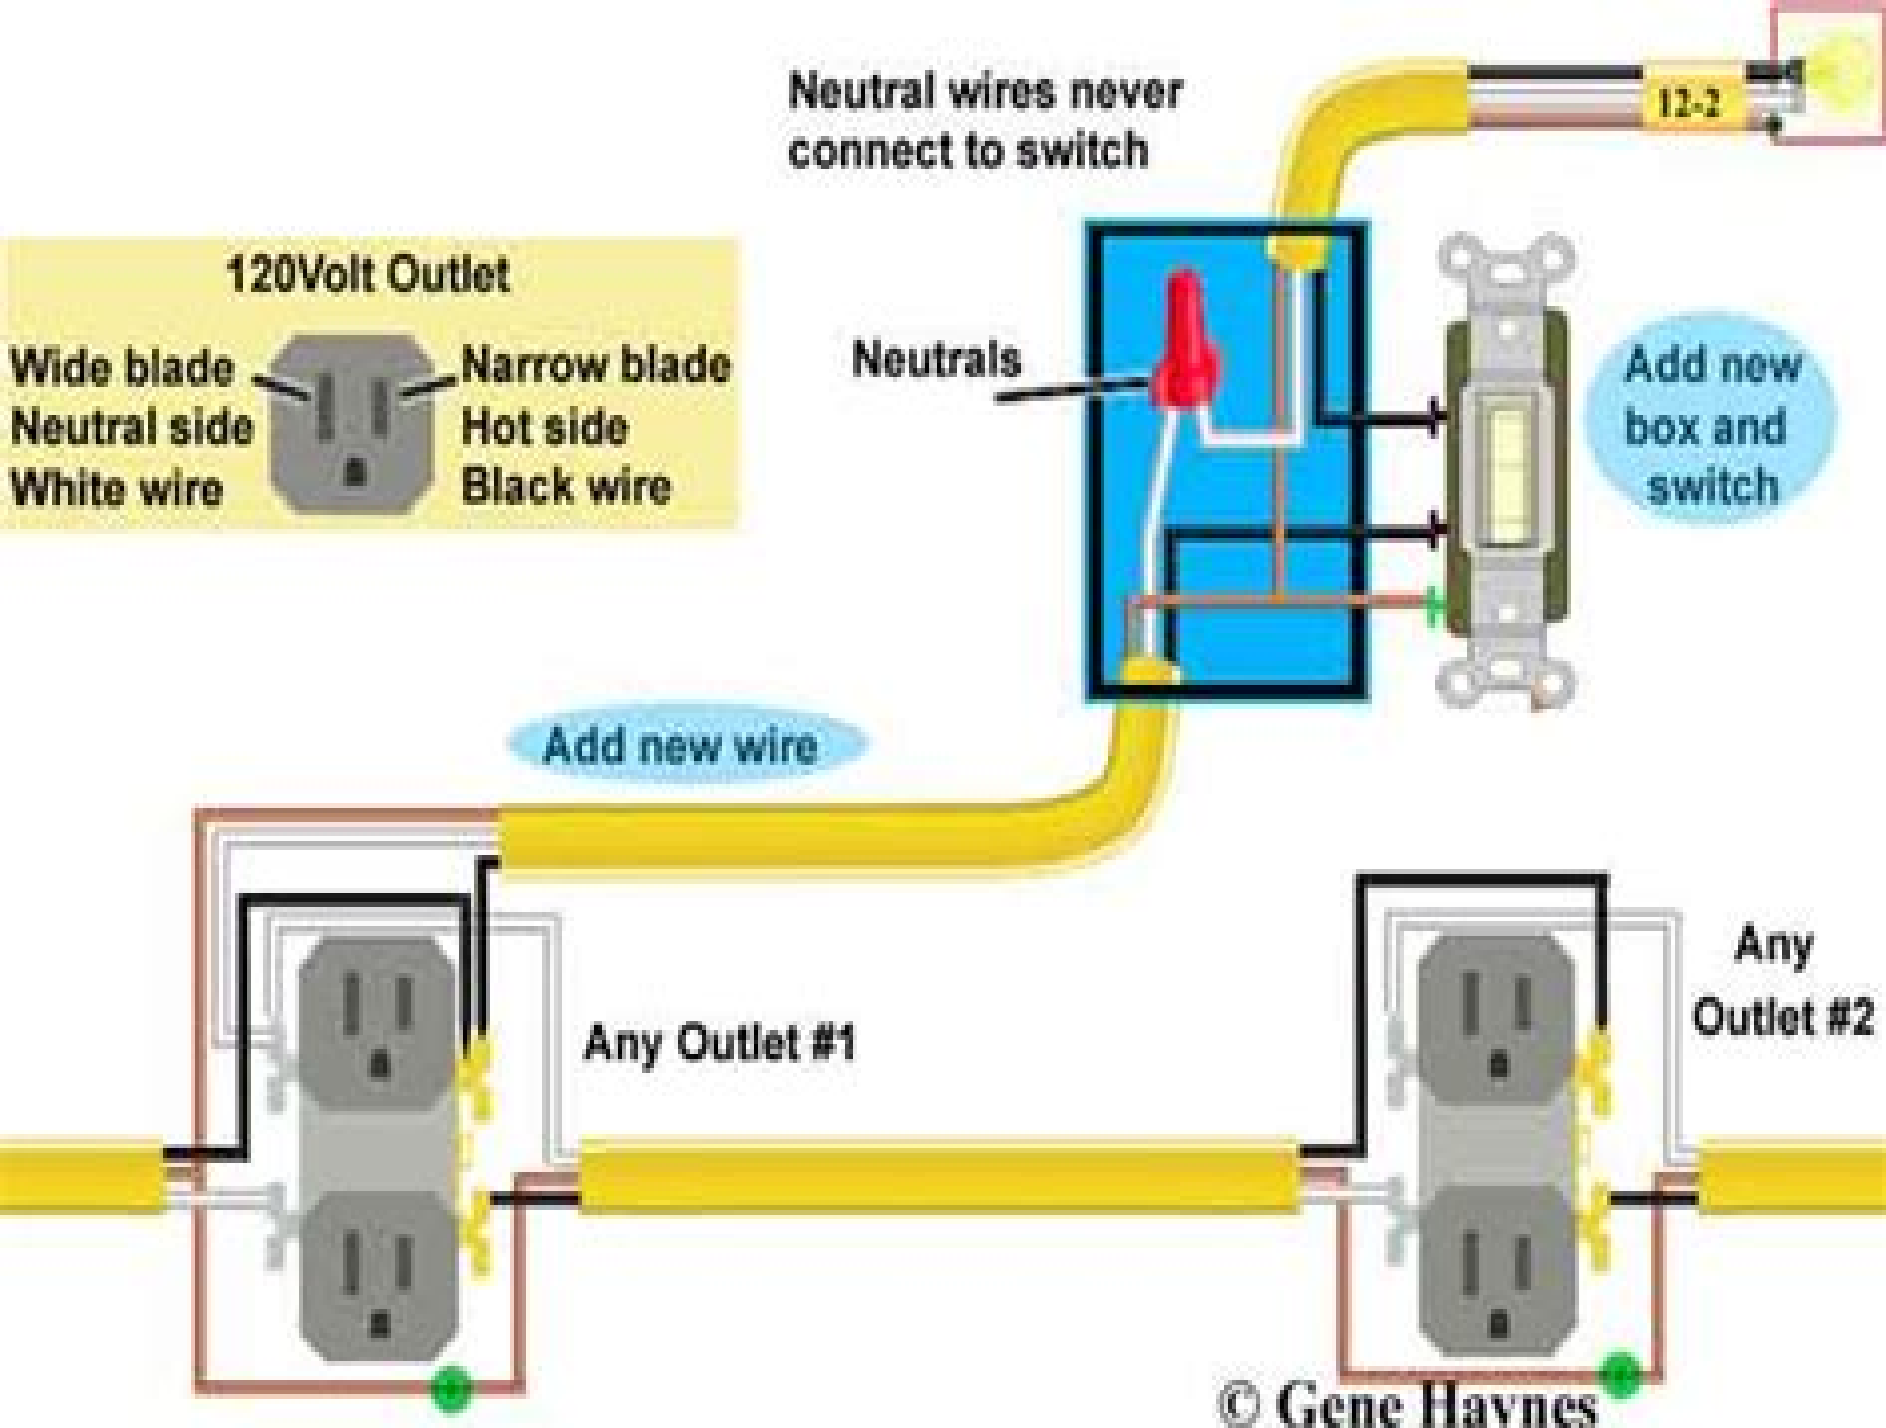 Neutral wires never
connect to switch
12-2
120Volt Outlet
Wide blade
Neutral side
White wire
Narrow blade
Hot side
Black wire
Neutrals
Add new
box and
switch
Add new wire
Any Outlet #1
Any
Outlet #2
© Gene Haynes